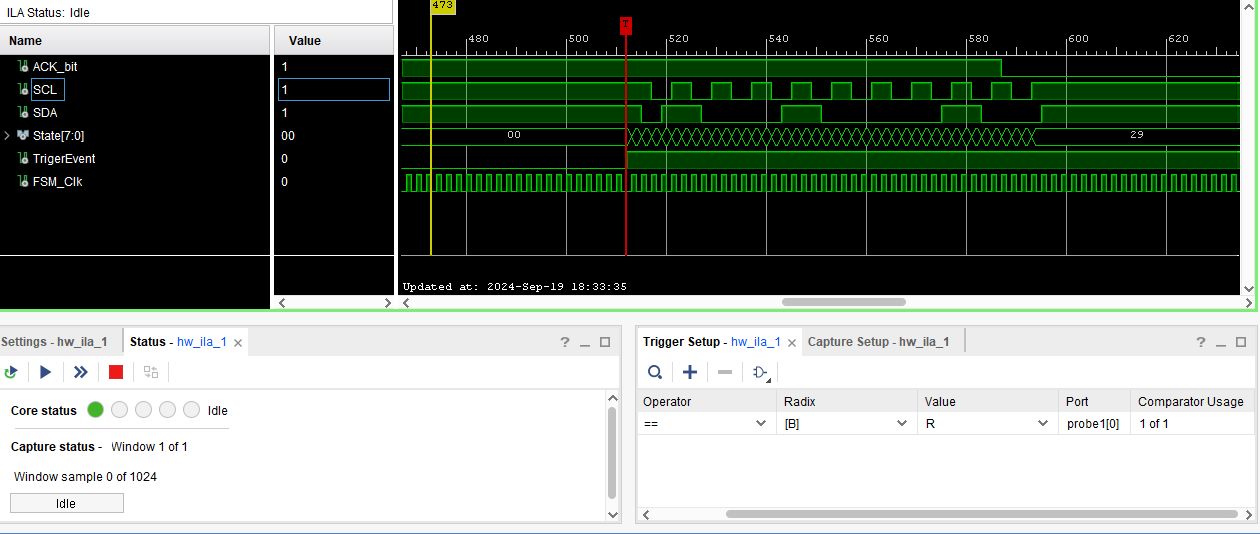 ILA Status: Idle
473
Name Value
T
480 500 520 540 560 580 600 620
ACK_bit 1
SCL 1
SDA 1
State[7:0] 00 00 29
TrigerEvent 0
FSM_Clk 0
Updated at: 2024-Sep-19 18:33:35
Settings - hw_ila_1 Status - hw_ila_1 × ? _
Trigger Setup - hw_ila_1 × Capture Setup - hw_ila_1 ? _
Core status Idle
Capture status - Window 1 of 1
Window sample 0 of 1024
Idle
Operator Radix Value Port Comparator Usage
== [B] R probe1[0] 1 of 1